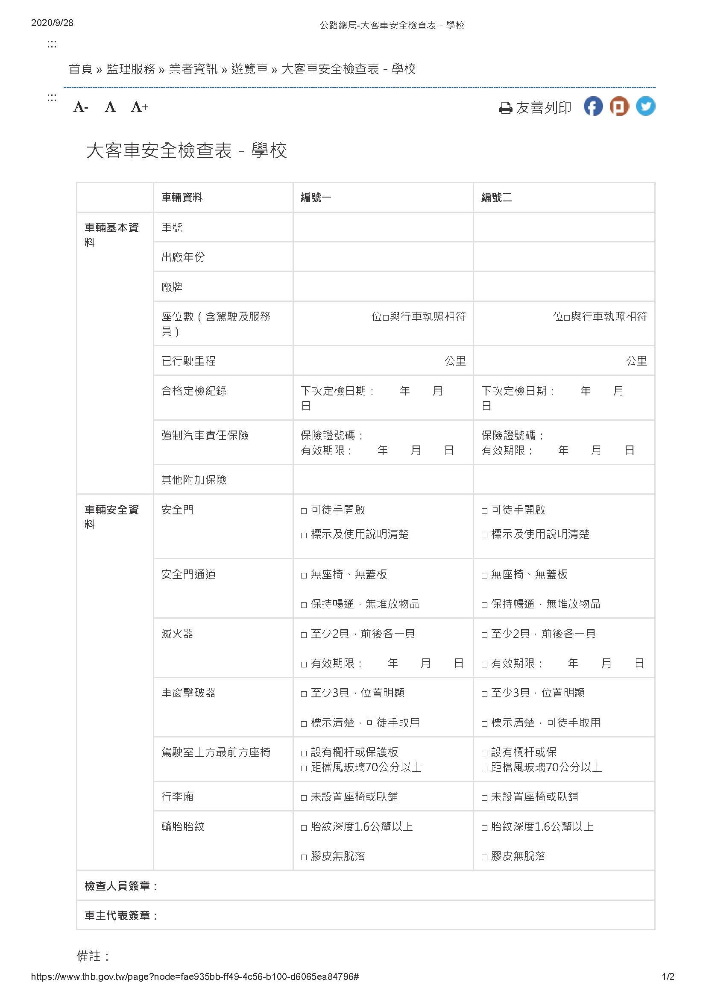 2020/9/28
公路總局-大客車安全檢查表 - 學校
:::
首頁 » 監理服務 » 業者資訊 » 遊覽車 » 大客車安全檢查表 - 學校
:::
A- A A+ 友善列印
大客車安全檢查表 - 學校
車輛資料 編號一 編號二
車輛基本資
料
車號
出廠年份
廠牌
座位數（含駕駛及服務
員） 位□與行車執照相符 位□與行車執照相符
已行駛里程 公里 公里
合格定檢紀錄 下次定檢日期： 年 月
日 下次定檢日期： 年 月
日
強制汽車責任保險 保險證號碼：
有效期限： 年 月 日 保險證號碼：
有效期限： 年 月 日
其他附加保險
車輛安全資
料
安全門 □ 可徒手開啟 □ 可徒手開啟
□ 標示及使用說明清楚 □ 標示及使用說明清楚
安全門通道 □ 無座椅、無蓋板 □ 無座椅、無蓋板
□ 保持暢通，無堆放物品 □ 保持暢通，無堆放物品
滅火器 □ 至少2具，前後各一具 □ 至少2具，前後各一具
□ 有效期限： 年 月 日 □ 有效期限： 年 月 日
車窗擊破器 □ 至少3具，位置明顯 □ 至少3具，位置明顯
□ 標示清楚，可徒手取用 □ 標示清楚，可徒手取用
駕駛室上方最前方座椅 □ 設有欄杆或保護板 □ 設有欄杆或保
□ 距檔風玻璃70公分以上 □ 距檔風玻璃70公分以上
行李廂 □ 未設置座椅或臥舖 □ 未設置座椅或臥舖
輪胎胎紋 □ 胎紋深度1.6公釐以上 □ 胎紋深度1.6公釐以上
□ 膠皮無脫落 □ 膠皮無脫落
檢查人員簽章：
車主代表簽章：
備註：
https://www.thb.gov.tw/page?node=fae935bb-ff49-4c56-b100-d6065ea84796# 1/2